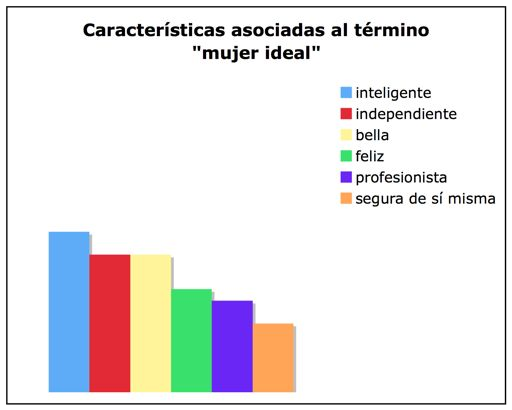 Características asociadas al término
"mujer ideal"
inteligente
independiente
bella
feliz
profesionista
segura de sí misma